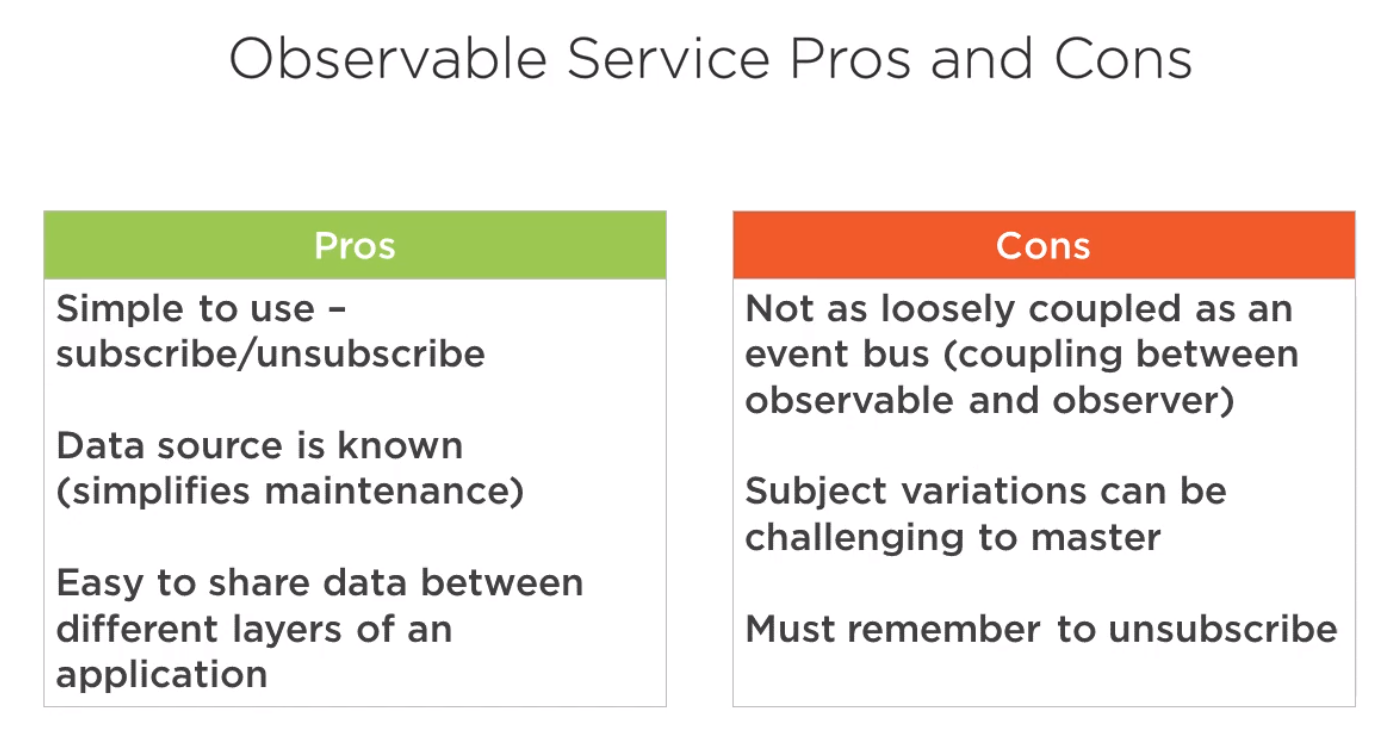 Observable Service Pros and Cons
Pros
Simple to use –
subscribe/unsubscribe
Data source is known
(simplifies maintenance)
Easy to share data between
different layers of an
application
Cons
Not as loosely coupled as an
event bus (coupling between
observable and observer)
Subject variations can be
challenging to master
Must remember to unsubscribe